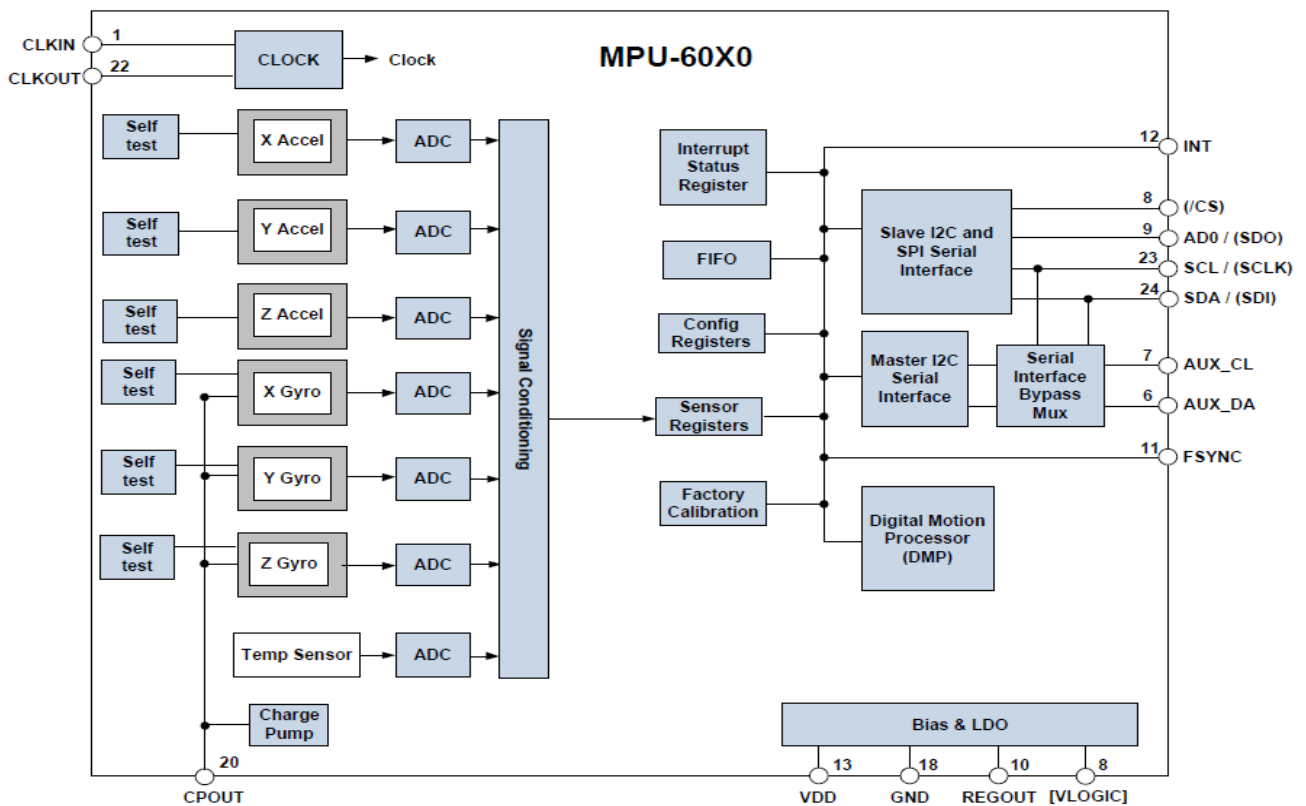 MPU-60X0
CLKIN
1
CLKOUT
22
CLOCK
Clock
Self
test
X Accel
ADC
Self
test
Y Accel
ADC
Self
test
Z Accel
ADC
Self
test
X Gyro
ADC
Self
test
Y Gyro
ADC
Self
test
Z Gyro
ADC
Temp Sensor
ADC
Charge
Pump
20
CPOUT
Signal Conditioning
Interrupt
Status
Register
FIFO
Config
Registers
Sensor
Registers
Factory
Calibration
Slave I2C and
SPI Serial
Interface
Master I2C
Serial
Interface
Serial
Interface
Bypass
Mux
Digital Motion
Processor
(DMP)
12
INT
8
(/CS)
9
AD0 / (SDO)
23
SCL / (SCLK)
24
SDA / (SDI)
7
AUX_CL
6
AUX_DA
11
FSYNC
Bias & LDO
13
18
10
8
VDD
GND
REGOUT
[VLOGIC]